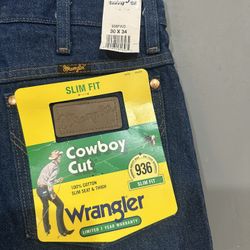 30 X 34
Wrangler
SLIM FIT
Cowboy
Cut
936
SLIM FIT
100% COTTON
SLIM SEAT & THIGH
Wrangler
LIMITED 1 YEAR WARRANTY